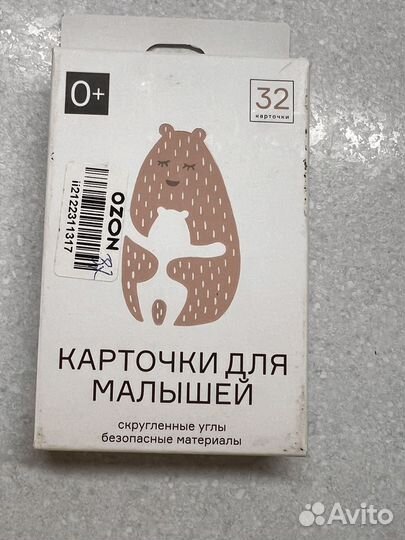 0+
32
карточки
OZON
ii2122311317
КАРТОЧКИ ДЛЯ
МАЛЫШЕЙ
скругленные углы
безопасные материалы
Avito